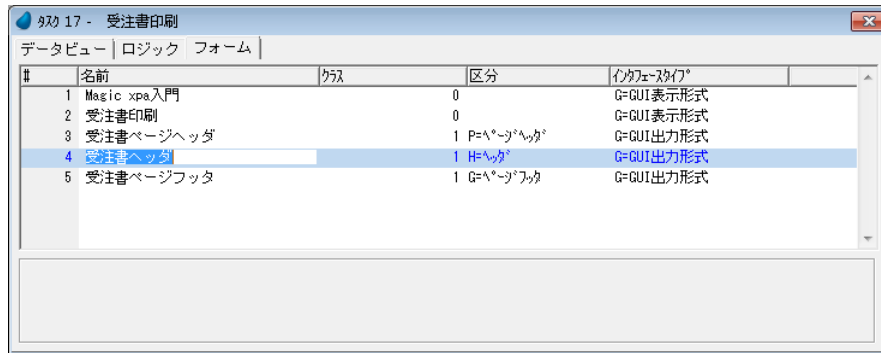 ﾀｽｸ 17 - 受注書印刷
データビュー ロジック フォーム
# 名前 ｸﾗｽ 区分 ｲﾝﾀﾌｪｰｽﾀｲﾌﾟ
1 Magic xpa入門 0 G=GUI表示形式
2 受注書印刷 0 G=GUI表示形式
3 受注書ページヘッダ 1 P=ﾍﾟｰｼﾞﾍｯﾀﾞ G=GUI出力形式
4 受注書ヘッダ 1 H=ﾍｯﾀﾞ G=GUI出力形式
5 受注書ページフッタ 1 G=ﾍﾟｰｼﾞﾌｯﾀ G=GUI出力形式